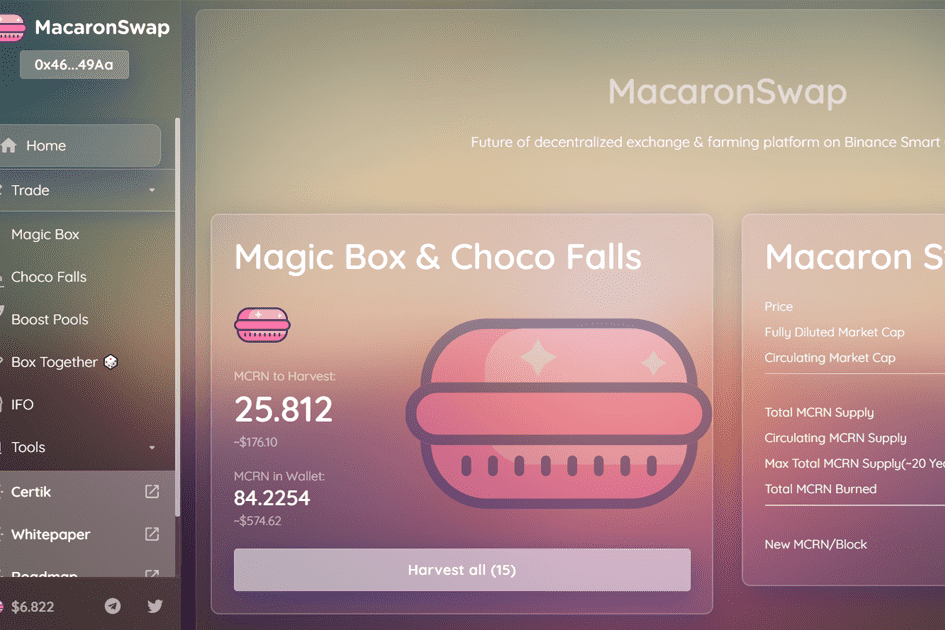 MacaronSwap
0x46...49Aa
Home
Trade
Magic Box
Choco Falls
Boost Pools
Box Together
IFO
Tools
Certik
Whitepaper
Roadmap
$6.822
MacaronSwap
Future of decentralized exchange & farming platform on Binance Smart
Magic Box & Choco Falls
MCRN to Harvest:
25.812
~$176.10
MCRN in Wallet:
84.2254
~$574.62
Harvest all (15)
Macaron S
Price
Fully Diluted Market Cap
Circulating Market Cap
Total MCRN Supply
Circulating MCRN Supply
Max Total MCRN Supply(~20 Yea
Total MCRN Burned
New MCRN/Block